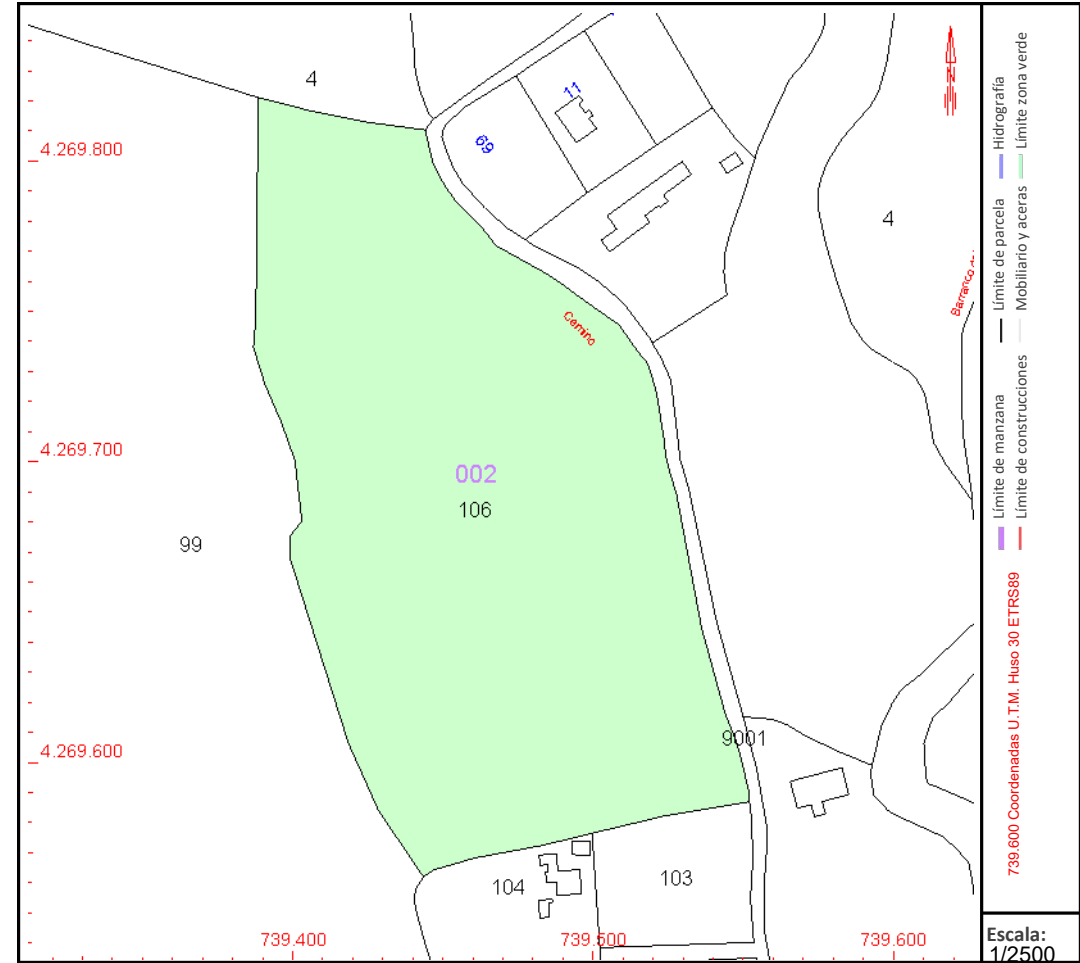 4
11
69
N
4.269.800
4
Barranco de
Camino
4.269.700
002
106
99
4.269.600
9001
104
103
739.400
739.500
739.600
Límite de manzana
Límite de parcela
Hidrografía
Límite de construcciones
Mobiliario y aceras
Límite zona verde
739.600 Coordenadas U.T.M. Huso 30 ETRS89
Escala:
1/2500